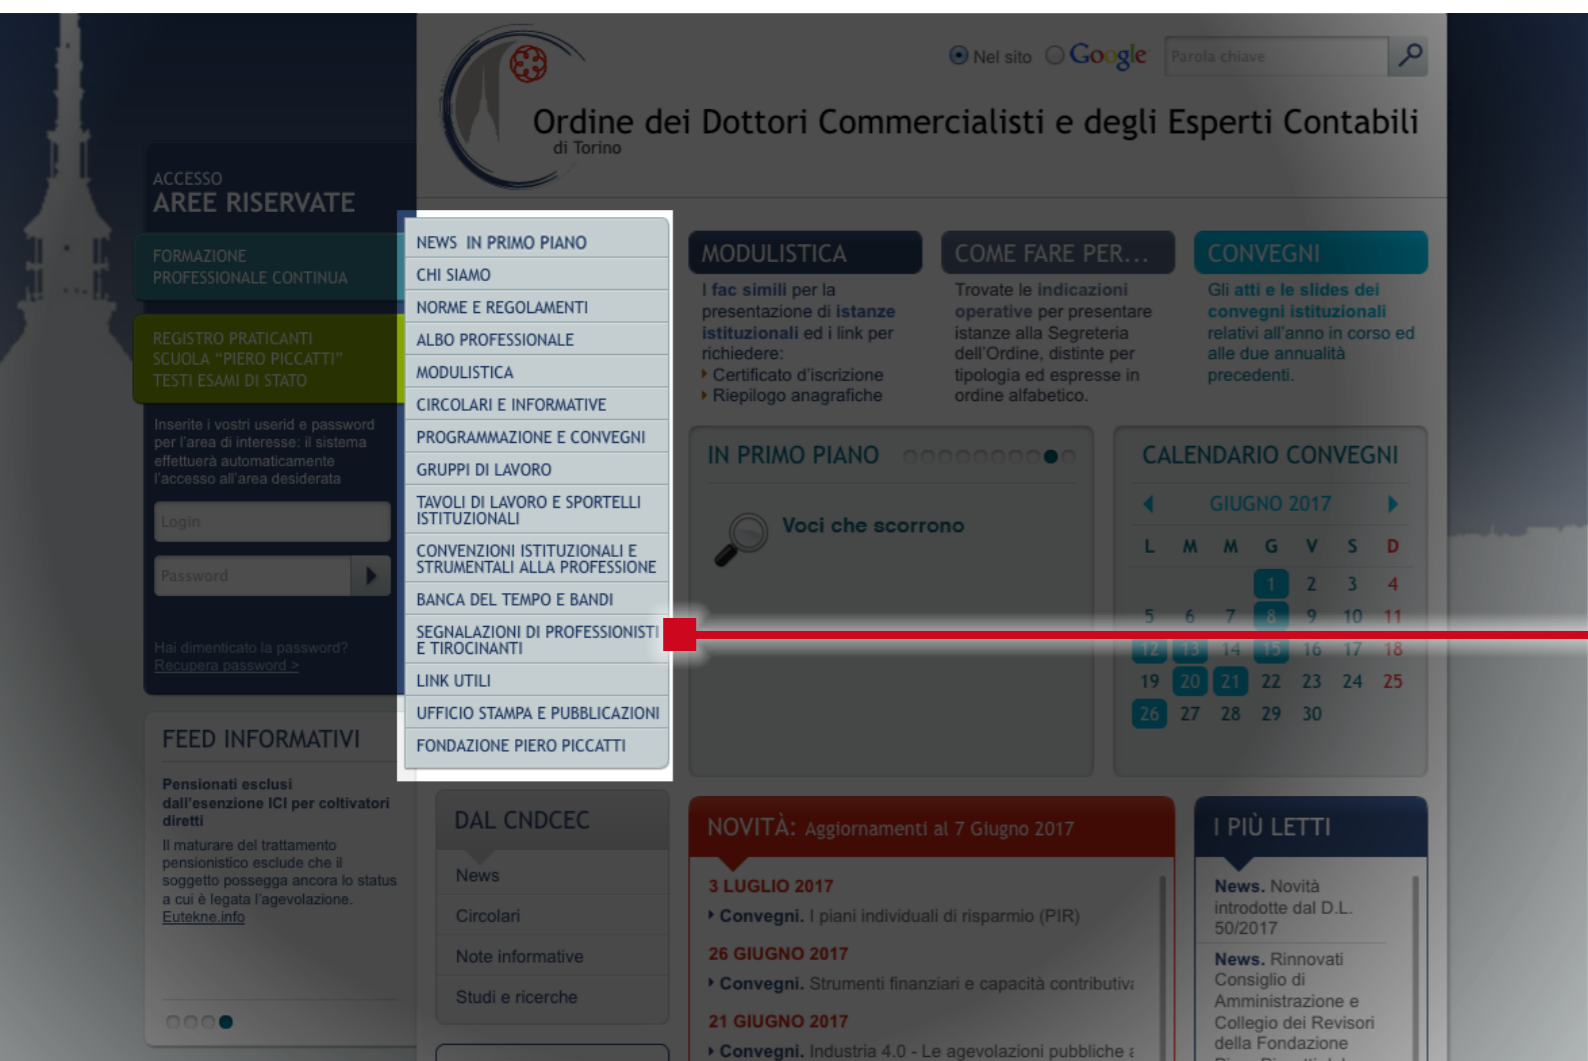 Nel sito
Google
Parola chiave
Ordine dei Dottori Commercialisti e degli Esperti Contabili
di Torino
ACCESSO
AREE RISERVATE
FORMAZIONE
PROFESSIONALE CONTINUA
REGISTRO PRATICANTI
SCUOLA “PIERO PICCATTI”
TESTI ESAMI DI STATO
Inserite i vostri userid e password
per l’area di interesse: il sistema
effettuerà automaticamente
l’accesso all’area desiderata
Login
Password
Hai dimenticato la password?
Recupera password >
FEED INFORMATIVI
Pensionati esclusi
dall’esenzione ICI per coltivatori
diretti
Il maturare del trattamento
pensionistico esclude che il
soggetto possegga ancora lo status
a cui è legata l’agevolazione.
Eutekne.info
NEWS IN PRIMO PIANO
CHI SIAMO
NORME E REGOLAMENTI
ALBO PROFESSIONALE
MODULISTICA
CIRCOLARI E INFORMATIVE
PROGRAMMAZIONE E CONVEGNI
GRUPPI DI LAVORO
TAVOLI DI LAVORO E SPORTELLI
ISTITUZIONALI
CONVENZIONI ISTITUZIONALI E
STRUMENTALI ALLA PROFESSIONE
BANCA DEL TEMPO E BANDI
SEGNALAZIONI DI PROFESSIONISTI
E TIROCINANTI
LINK UTILI
UFFICIO STAMPA E PUBBLICAZIONI
FONDAZIONE PIERO PICCATTI
DAL CNDCEC
News
Circolari
Note informative
Studi e ricerche
MODULISTICA
I fac simili per la
presentazione di istanze
istituzionali ed i link per
richiedere:
Certificato d’iscrizione
Riepilogo anagrafiche
COME FARE PER...
Trovate le indicazioni
operative per presentare
istanze alla Segreteria
dell’Ordine, distinte per
tipologia ed espresse in
ordine alfabetico.
CONVEGNI
Gli atti e le slides dei
convegni istituzionali
relativi all’anno in corso ed
alle due annualità
precedenti.
IN PRIMO PIANO
Voci che scorrono
CALENDARIO CONVEGNI
GIUGNO 2017
L M M G V S D
1 2 3 4
5 6 7 8 9 10 11
12 13 14 15 16 17 18
19 20 21 22 23 24 25
26 27 28 29 30
NOVITÀ: Aggiornamenti al 7 Giugno 2017
3 LUGLIO 2017
Convegni. I piani individuali di risparmio (PIR)
26 GIUGNO 2017
Convegni. Strumenti finanziari e capacità contributiva
21 GIUGNO 2017
Convegni. Industria 4.0 - Le agevolazioni pubbliche a
I PIÙ LETTI
News. Novità
introdotte dal D.L.
50/2017
News. Rinnovati
Consiglio di
Amministrazione e
Collegio dei Revisori
della Fondazione